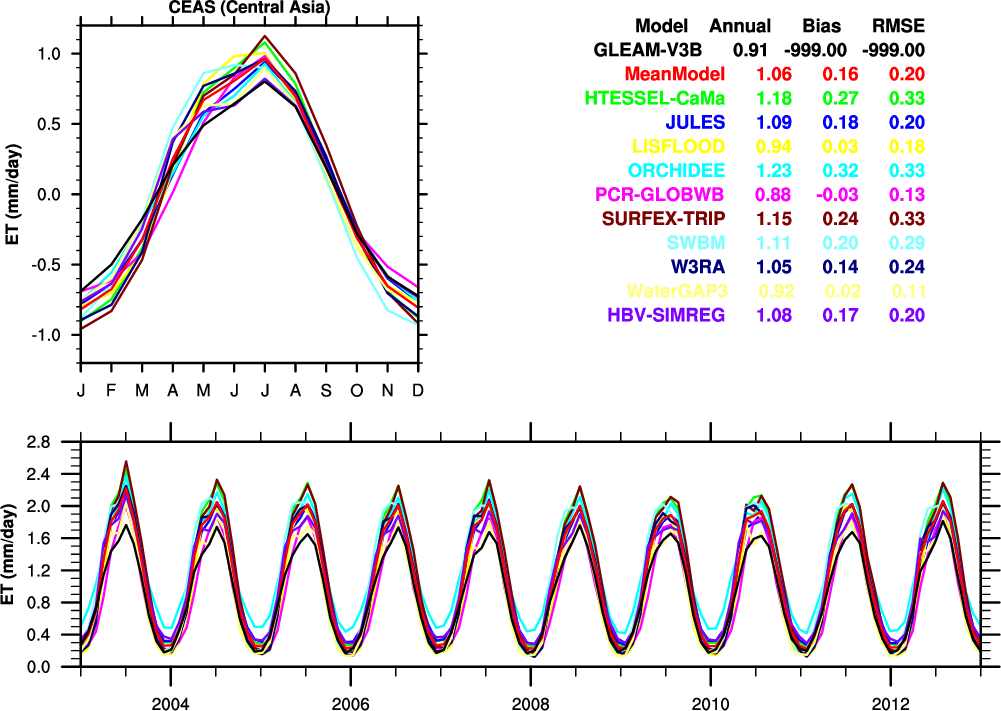 CEAS (Central Asia)
ET (mm/day)
1.0
0.5
0.0
-0.5
-1.0
J F M A M J J A S O N D
Model Annual Bias RMSE
GLEAM-V3B 0.91 -999.00 -999.00
MeanModel 1.06 0.16 0.20
HTESSEL-CaMa 1.18 0.27 0.33
JULES 1.09 0.18 0.20
LISFLOOD 0.94 0.03 0.18
ORCHIDEE 1.23 0.32 0.33
PCR-GLOBWB 0.88 -0.03 0.13
SURFEX-TRIP 1.15 0.24 0.33
SWBM 1.11 0.20 0.29
W3RA 1.05 0.14 0.24
WaterGAP3 0.92 0.02 0.11
HBV-SIMREG 1.08 0.17 0.20
ET (mm/day)
2.8
2.4
2.0
1.6
1.2
0.8
0.4
0.0
2004 2006 2008 2010 2012